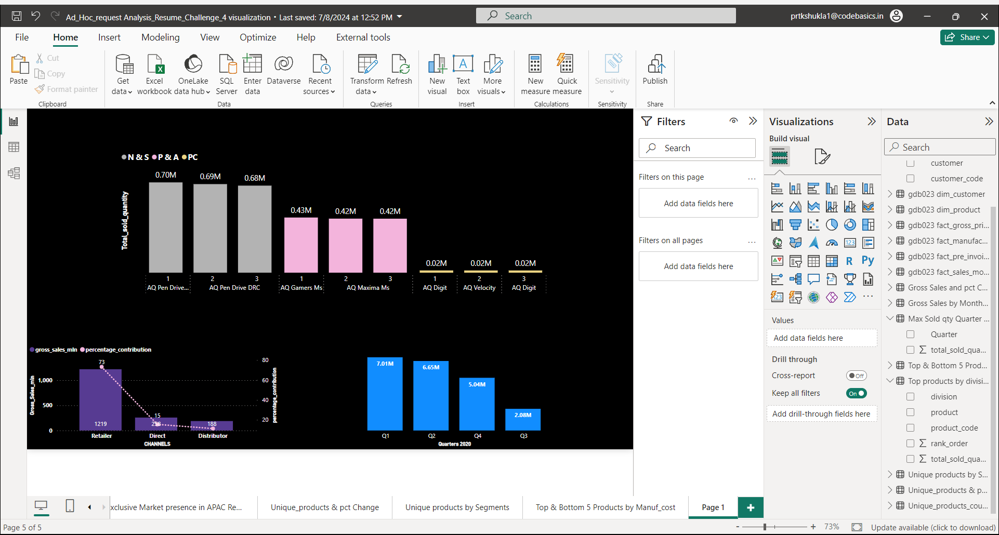 Ad_Hoc_request Analysis_Resume_Challenge_4 visualization • Last saved: 7/8/2024 at 12:52 PM
Search
prtkshukla1@codebasics.in
File
Home
Insert
Modeling
View
Optimize
Help
External tools
Share
Paste
Cut
Copy
Format painter
Clipboard
Get data
Excel workbook
OneLake data hub
SQL Server
Enter data
Dataverse
Recent sources
Data
Transform data
Refresh
Queries
New visual
Text box
More visuals
Insert
New measure
Quick measure
Calculations
Sensitivity
Sensitivity
Publish
Share
N & S P & A PC
Total_sold_quantity
0.70M 0.69M 0.68M 0.43M 0.42M 0.42M 0.02M 0.02M 0.02M
1 2 3 1 2 3 1 2 3
AQ Pen Drive... AQ Pen Drive DRC AQ Gamers Ms AQ Maxima Ms AQ Digit AQ Velocity AQ Digit
gross_sales_mln percentage_contribution
Gross_Sales_mln
1,000
500
0
73
15
1219 258 188
Retailer Direct Distributor
CHANNELS
80
60
40
20
percentage_contribution
7.01M 6.65M 5.04M 2.08M
Q1 Q2 Q4 Q3
Quarters 2020
Filters
Search
Filters on this page ...
Add data fields here
Filters on all pages ...
Add data fields here
Visualizations
Build visual
123
R
Py
123
...
Values
Add data fields here
Drill through
Cross-report Off
Keep all filters On
Add drill-through fields here
Data
Search
customer
customer_code
gdb023 dim_customer
gdb023 dim_product
gdb023 fact_gross_pri...
gdb023 fact_manufac...
gdb023 fact_pre_invoi...
gdb023 fact_sales_mo...
Gross Sales and pct C...
Gross Sales by Month...
Max Sold qty Quarter ...
Quarter
∑ total_sold_qua...
Top & Bottom 5 Prod...
Top products by divisi...
division
product
product_code
∑ rank_order
∑ total_sold_qua...
Unique products by S...
Unique_products & p...
Unique_products_cou...
xclusive Market presence in APAC Re...
Unique_products & pct Change
Unique products by Segments
Top & Bottom 5 Products by Manuf_cost
Page 1
+
Page 5 of 5
- + 73%
Update available (click to download)